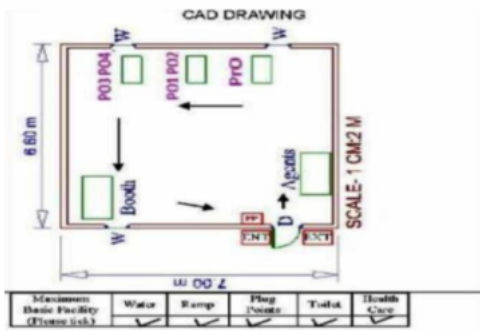 CAD DRAWING
W
W
PO3 PO4
PO1 PO2
PrO
6.60 m
Booth
Agents
SCALE- 1 CM:2 M
PP
W
D
ENT
EXT
7.00 m
Maximum Basic Facility (Please tick)
Water
Ramp
Plug Points
Toilet
Health Care